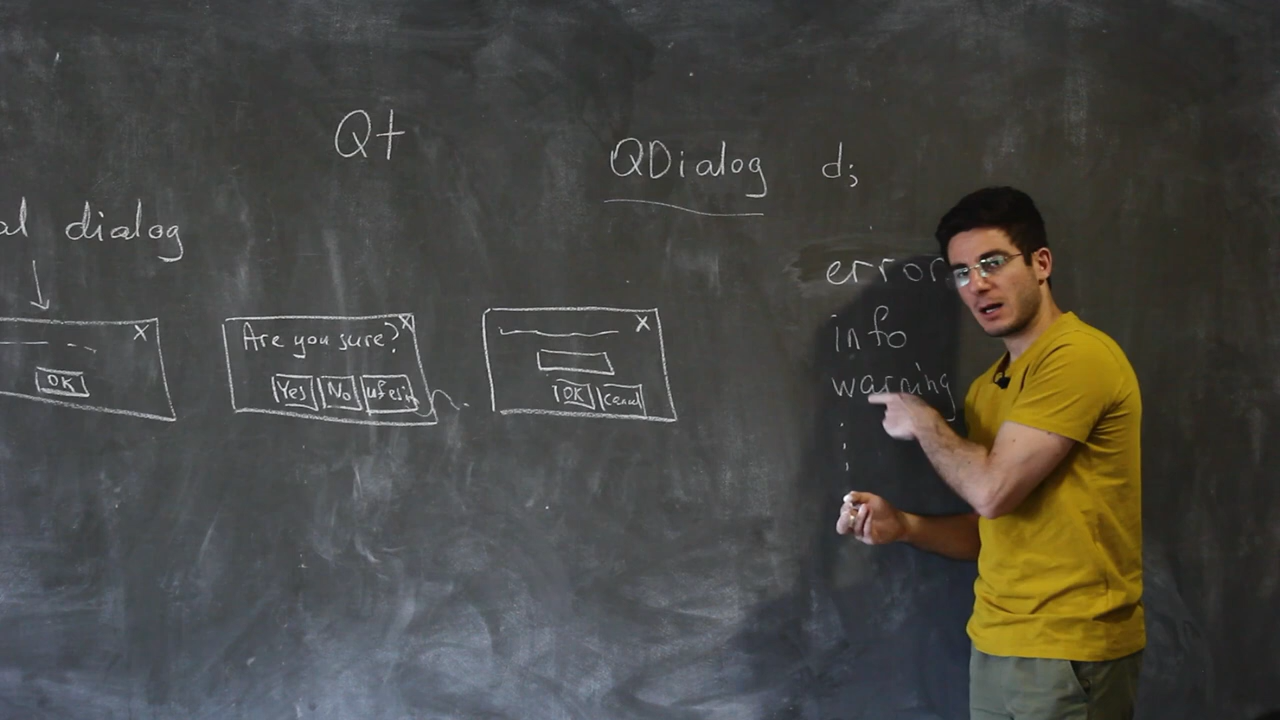 Qt
QDialog d;
al dialog
error
info
warning
X
OK
Are you sure? X
Yes No
X
OK Cancel